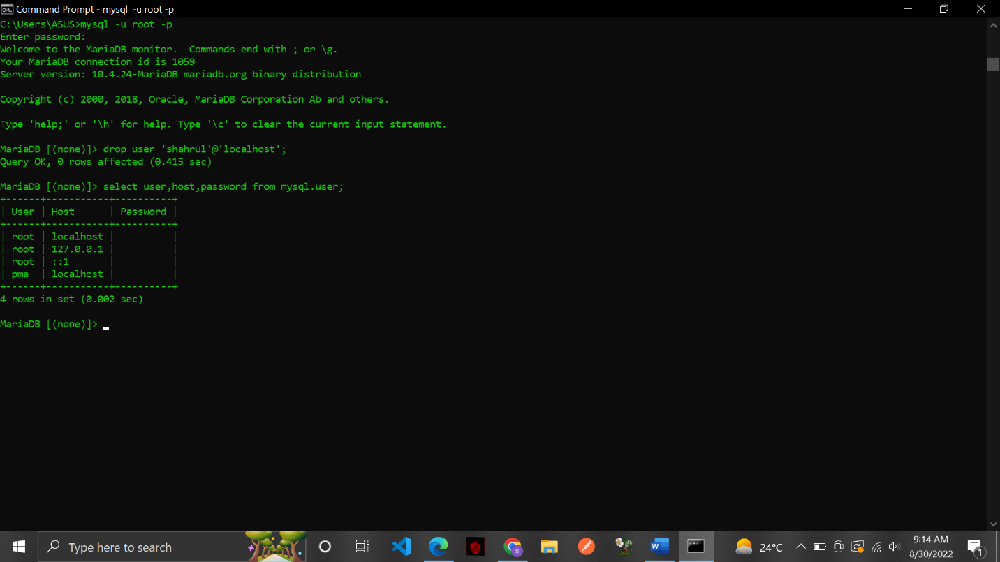 Command Prompt - mysql  -u root -p
C:\Users\ASUS>mysql -u root -p
Enter password:
Welcome to the MariaDB monitor.  Commands end with ; or \g.
Your MariaDB connection id is 1059
Server version: 10.4.24-MariaDB mariadb.org binary distribution

Copyright (c) 2000, 2018, Oracle, MariaDB Corporation Ab and others.

Type 'help;' or '\h' for help. Type '\c' to clear the current input statement.

MariaDB [(none)]> drop user 'shahrul'@'localhost';
Query OK, 0 rows affected (0.415 sec)

MariaDB [(none)]> select user,host,password from mysql.user;
+------+-----------+----------+
| User | Host      | Password |
+------+-----------+----------+
| root | localhost |          |
| root | 127.0.0.1 |          |
| root | ::1       |          |
| pma  | localhost |          |
+------+-----------+----------+
4 rows in set (0.002 sec)

MariaDB [(none)]>
Type here to search
24°C
9:14 AM
8/30/2022
1